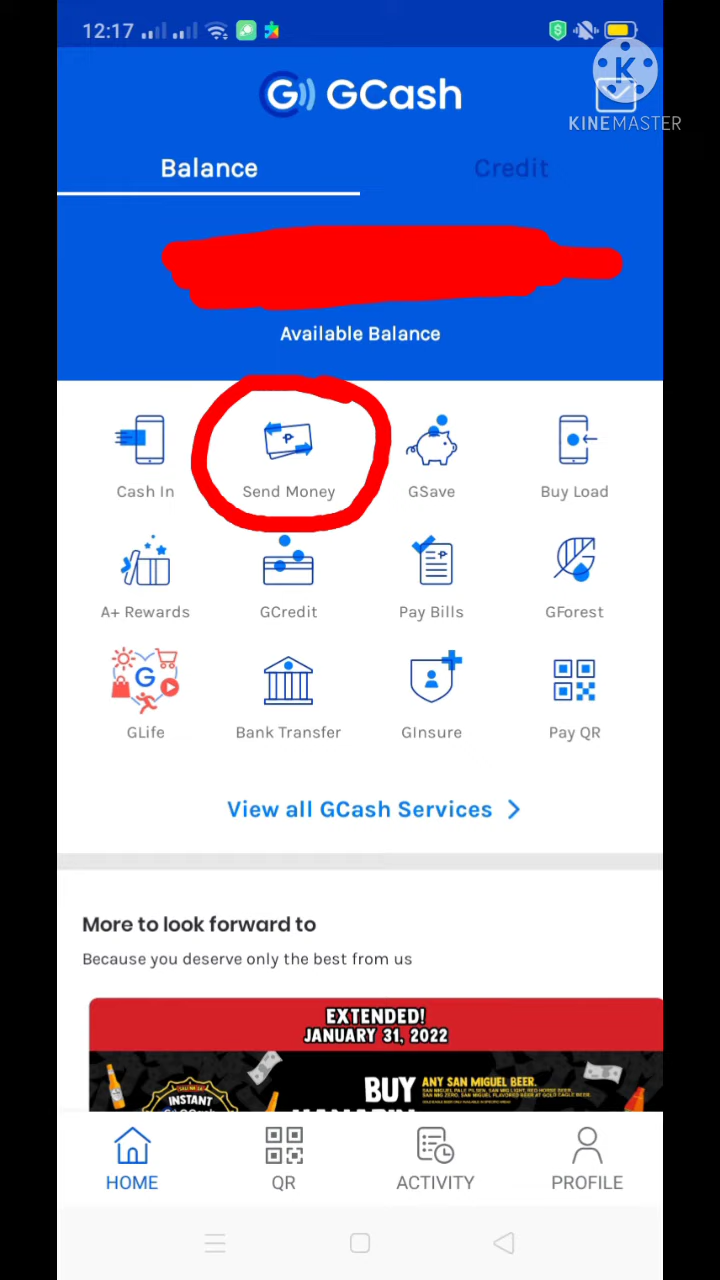 12:17
K
KINEMASTER
G GCash
Balance Credit
Available Balance
Cash In Send Money GSave Buy Load
A+ Rewards GCredit Pay Bills GForest
G
GLife Bank Transfer GInsure Pay QR
View all GCash Services
More to look forward to
Because you deserve only the best from us
EXTENDED!
JANUARY 31, 2022
INSTANT
BUY ANY SAN MIGUEL BEER.
HOME QR ACTIVITY PROFILE